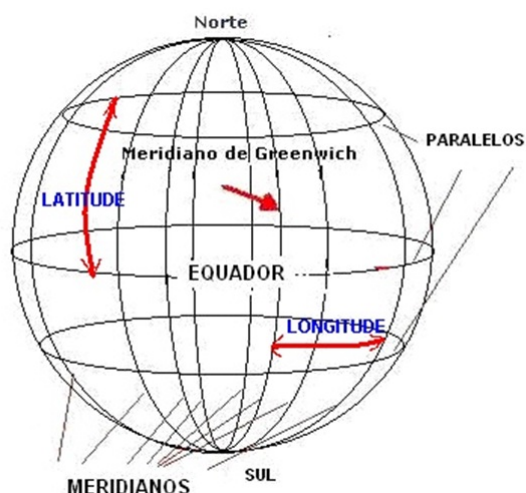 Norte
PARALELOS
Meridiano de Greenwich
LATITUDE
EQUADOR
LONGITUDE
SUL
MERIDIANOS